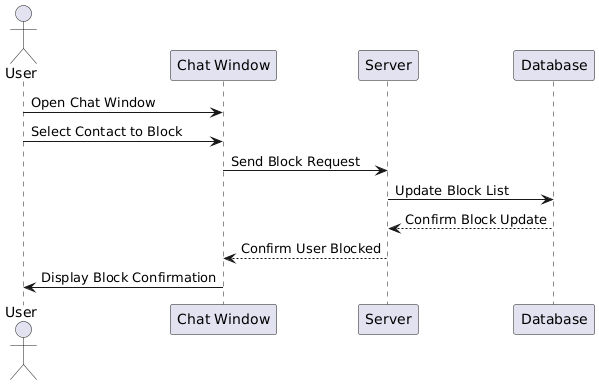 User
Chat Window
Server
Database
Open Chat Window
Select Contact to Block
Send Block Request
Update Block List
Confirm Block Update
Confirm User Blocked
Display Block Confirmation
User
Chat Window
Server
Database